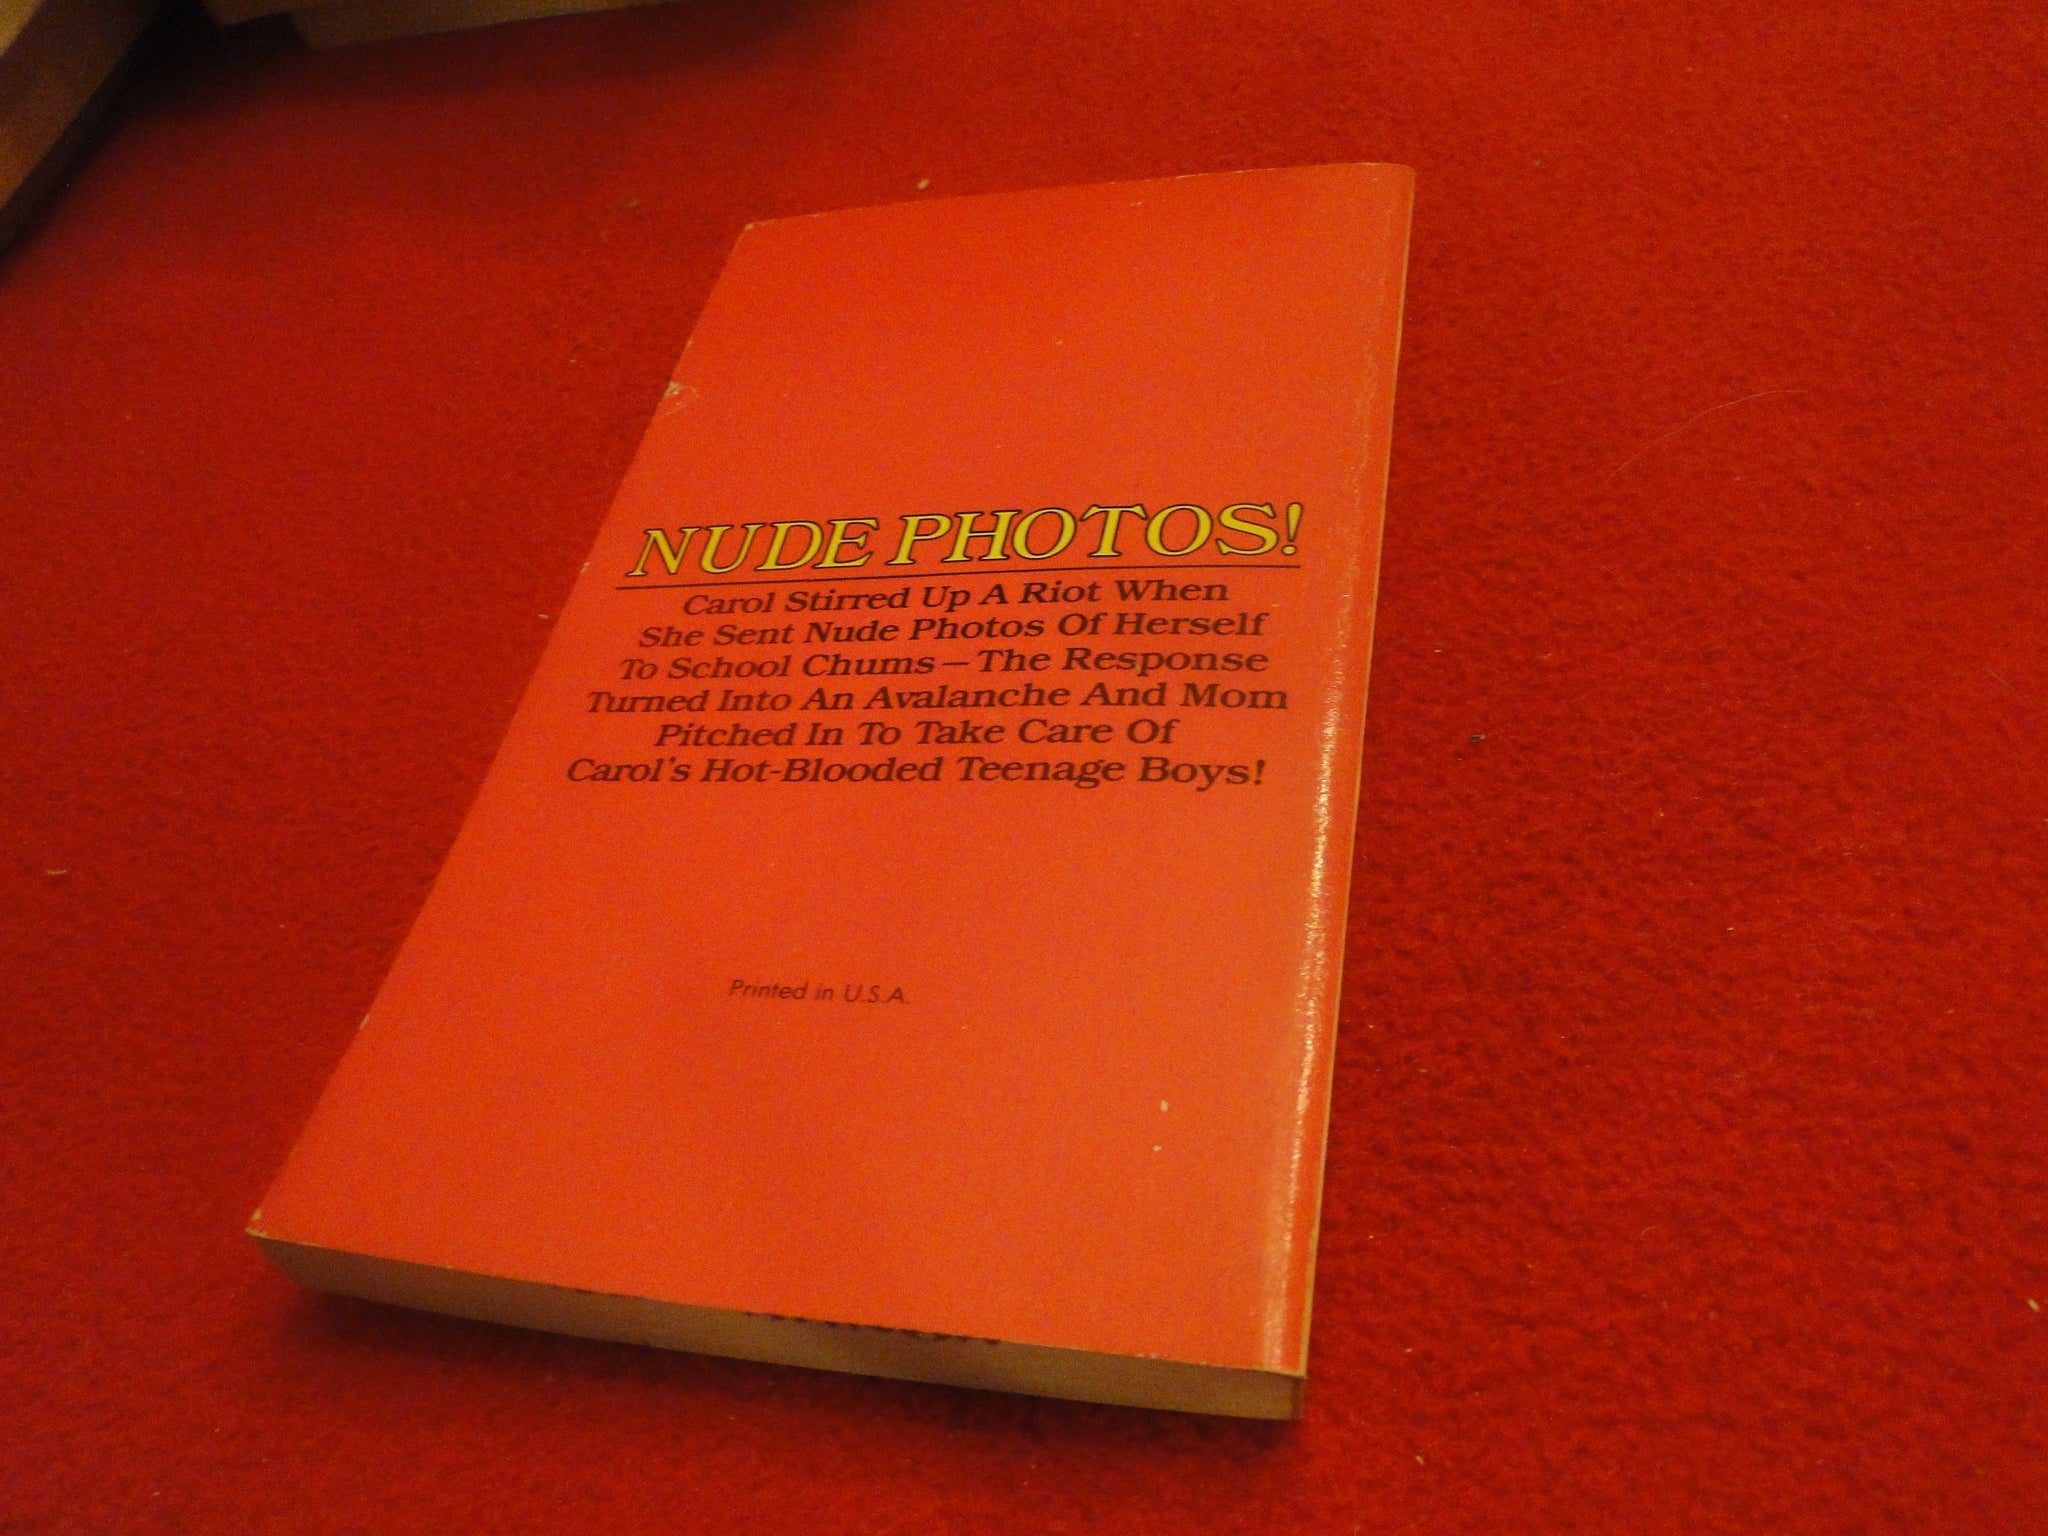 NUDE PHOTOS!
Carol Stirred Up A Riot When
She Sent Nude Photos Of Herself
To School Chums – The Response
Turned Into An Avalanche And Mom
Pitched In To Take Care Of
Carol's Hot-Blooded Teenage Boys!
Printed in U.S.A.